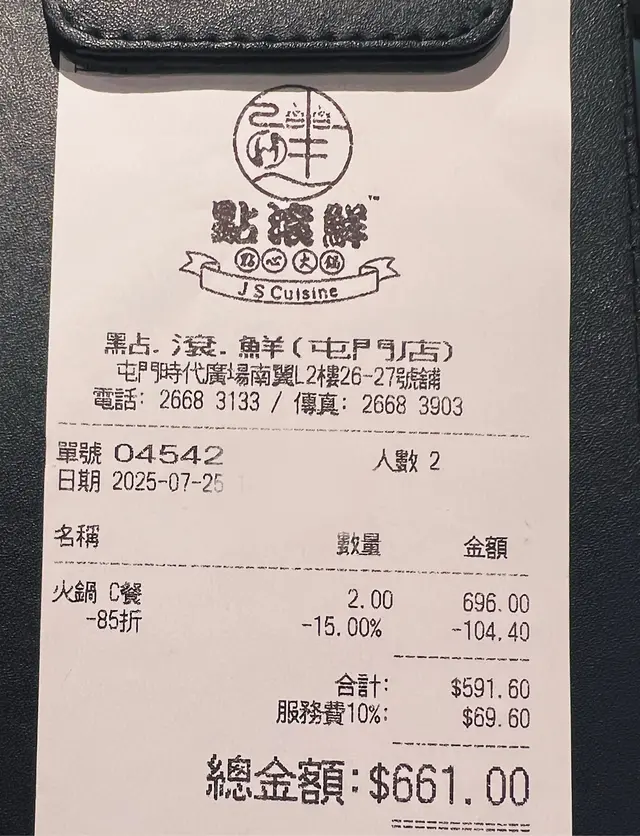 鮮
點滾鮮™
點心火鍋
J S Cuisine
點.滾.鮮(屯門店)
屯門時代廣場南翼L2樓26-27號舖
電話: 2668 3133 / 傳真: 2668 3903
單號 04542 人數 2
日期 2025-07-25
名稱 數量 金額
火鍋 C餐 2.00 696.00
-85折 -15.00% -104.40
合計: $591.60
服務費10%: $69.60
總金額: $661.00